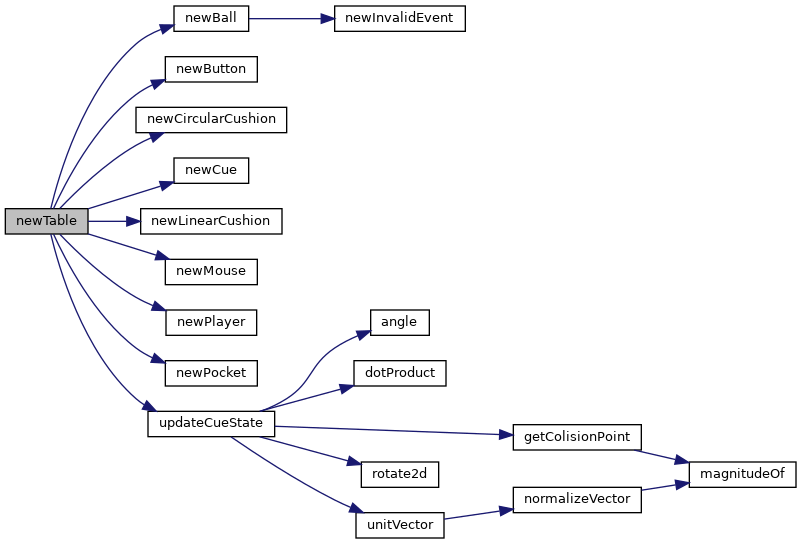 newBall
newInvalidEvent
newButton
newCircularCushion
newCue
newTable
newLinearCushion
newMouse
newPlayer
angle
newPocket
dotProduct
updateCueState
getColisionPoint
rotate2d
magnitudeOf
normalizeVector
unitVector